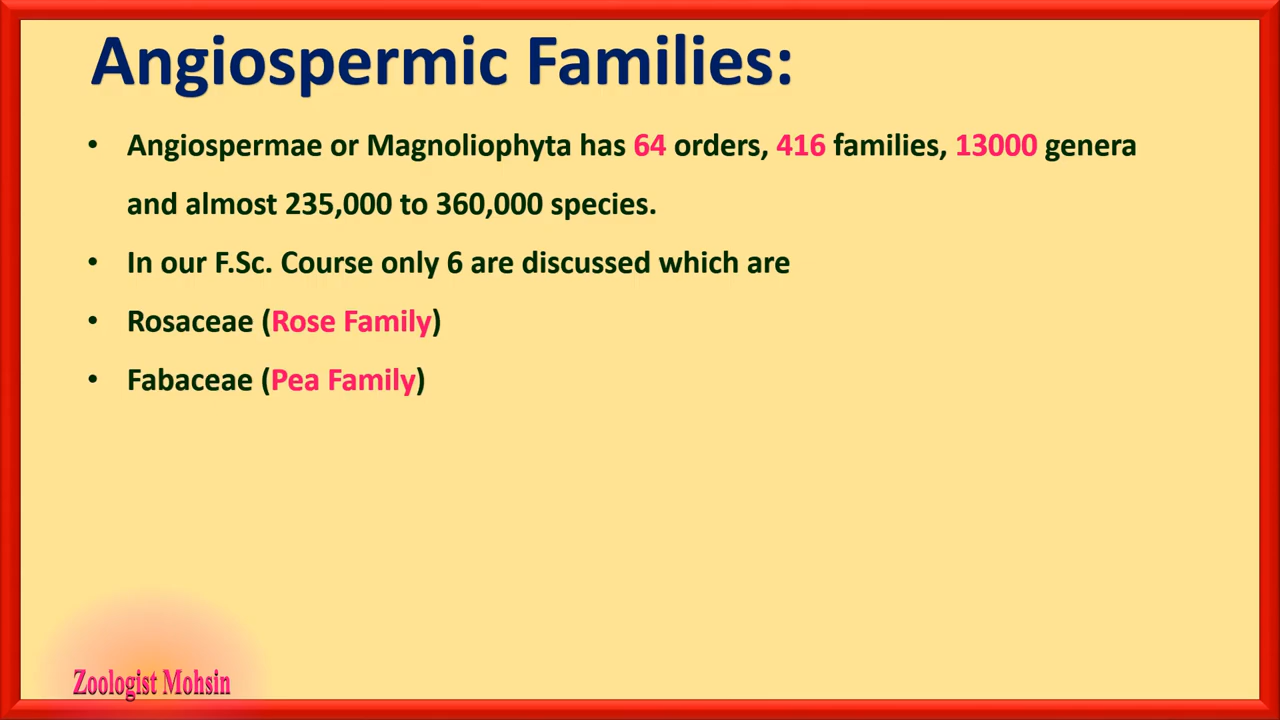 Angiospermic Families:
• Angiospermae or Magnoliophyta has 64 orders, 416 families, 13000 genera
and almost 235,000 to 360,000 species.
• In our F.Sc. Course only 6 are discussed which are
• Rosaceae (Rose Family)
• Fabaceae (Pea Family)
Zoologist Mohsin